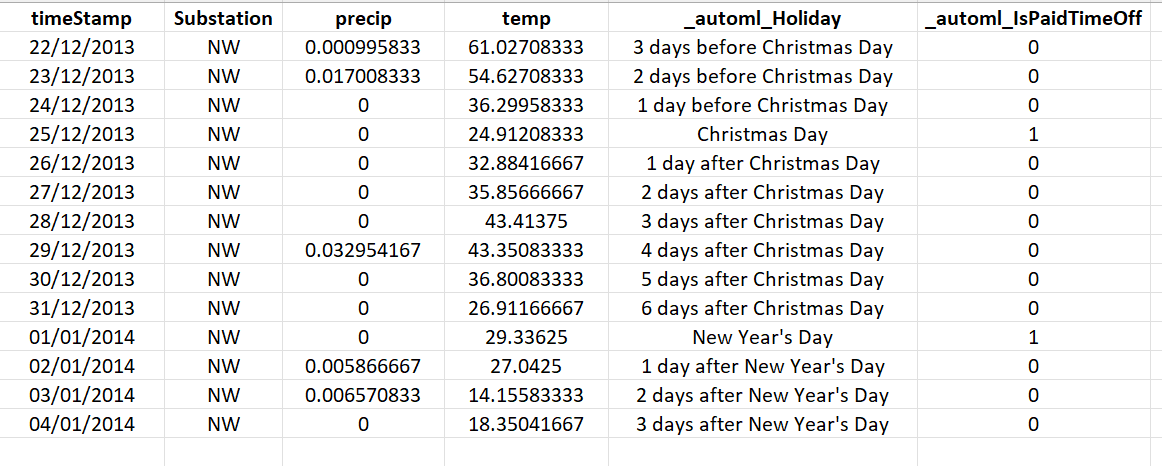 timeStamp Substation precip temp _automl_Holiday _automl_IsPaidTimeOff
22/12/2013 NW 0.000995833 61.02708333 3 days before Christmas Day 0
23/12/2013 NW 0.017008333 54.62708333 2 days before Christmas Day 0
24/12/2013 NW 0 36.29958333 1 day before Christmas Day 0
25/12/2013 NW 0 24.91208333 Christmas Day 1
26/12/2013 NW 0 32.88416667 1 day after Christmas Day 0
27/12/2013 NW 0 35.85666667 2 days after Christmas Day 0
28/12/2013 NW 0 43.41375 3 days after Christmas Day 0
29/12/2013 NW 0.032954167 43.35083333 4 days after Christmas Day 0
30/12/2013 NW 0 36.80083333 5 days after Christmas Day 0
31/12/2013 NW 0 26.91166667 6 days after Christmas Day 0
01/01/2014 NW 0 29.33625 New Year's Day 1
02/01/2014 NW 0.005866667 27.0425 1 day after New Year's Day 0
03/01/2014 NW 0.006570833 14.15583333 2 days after New Year's Day 0
04/01/2014 NW 0 18.35041667 3 days after New Year's Day 0